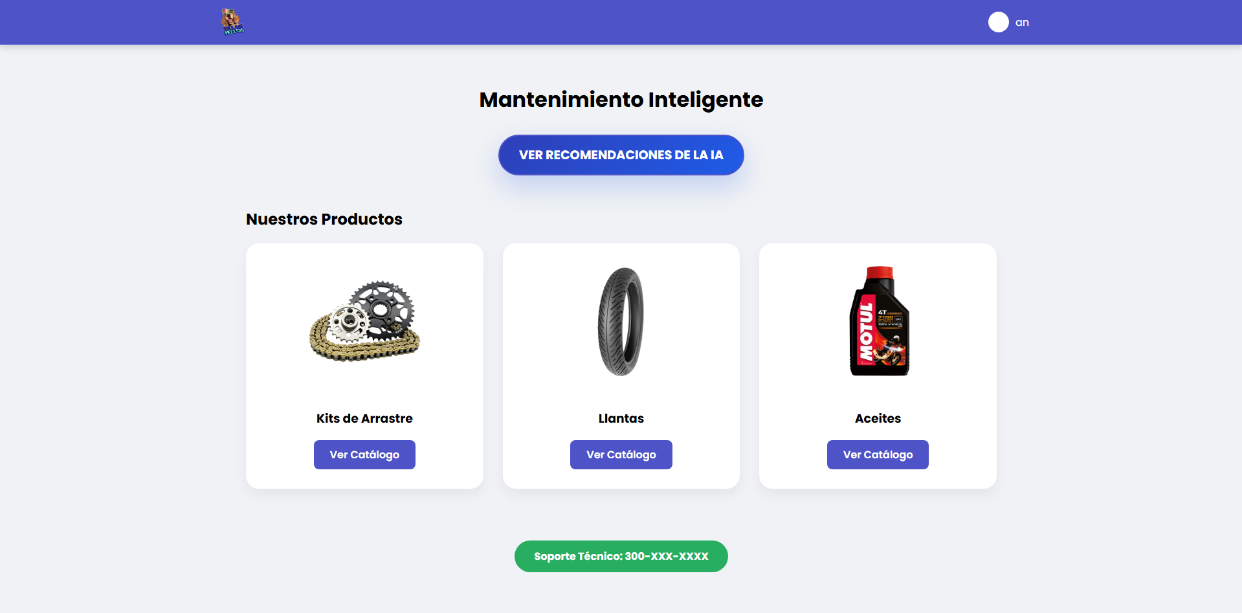 an
Mantenimiento Inteligente
VER RECOMENDACIONES DE LA IA
Nuestros Productos
MOTUL
4T
Kits de Arrastre
Llantas
Aceites
Ver Catálogo
Ver Catálogo
Ver Catálogo
Soporte Técnico: 300-XXX-XXXX